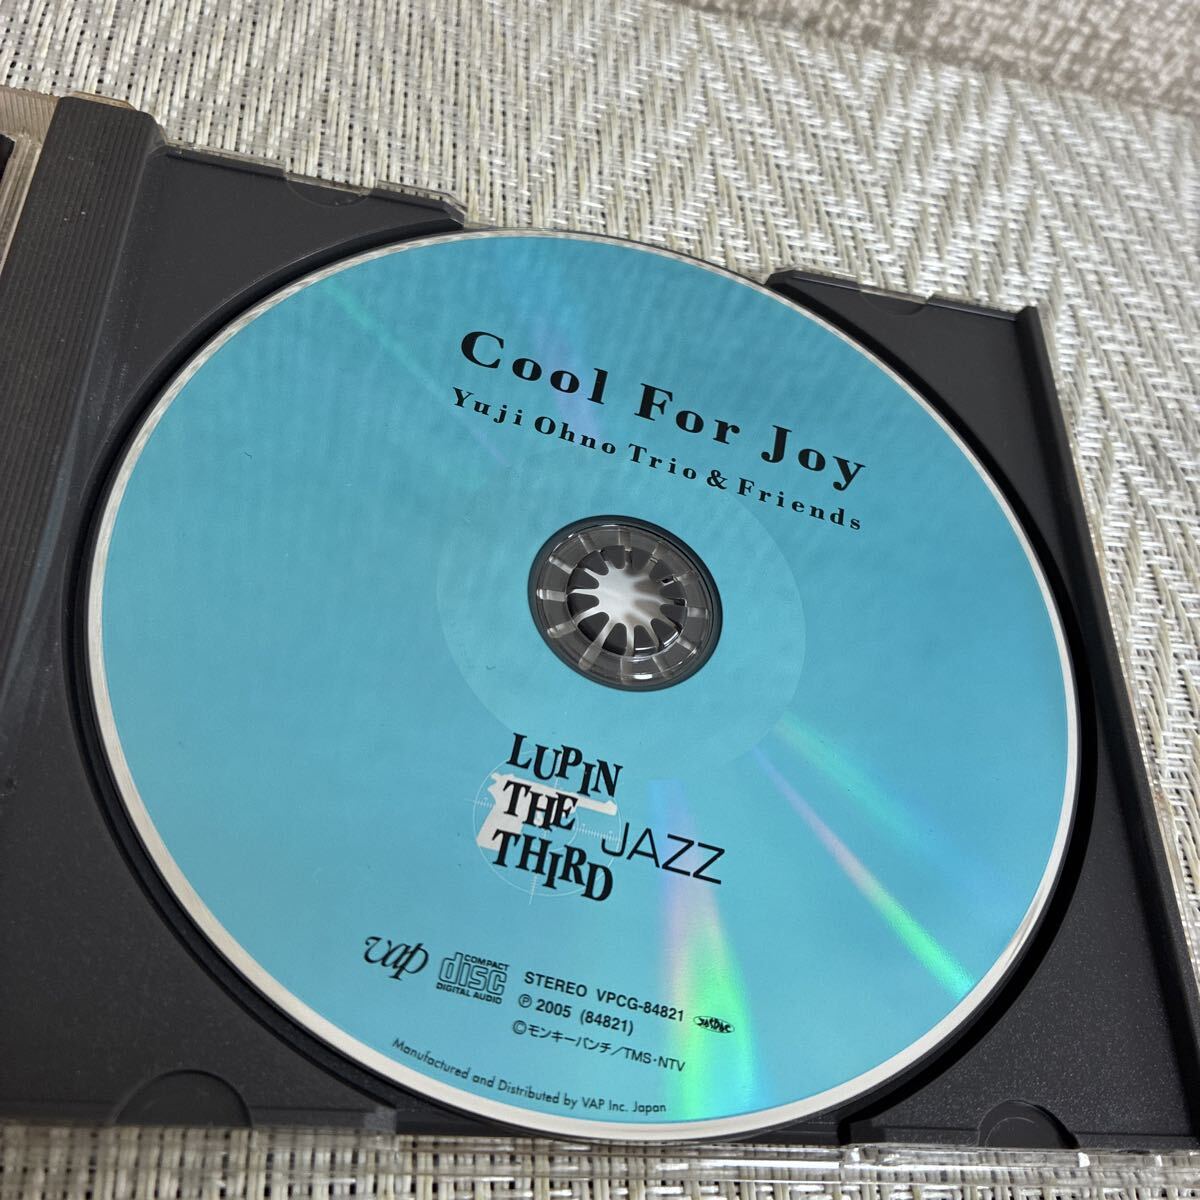 Cool For Joy
Yuji Ohno Trio & Friends
LUPIN
THE
THIRD
JAZZ
vap
COMPACT
disc
DIGITAL AUDIO
STEREO VPCG-84821
Ⓟ 2005 (84821)
JASRAC
©モンキーパンチ/TMS・NTV
Manufactured and Distributed by VAP Inc. Japan